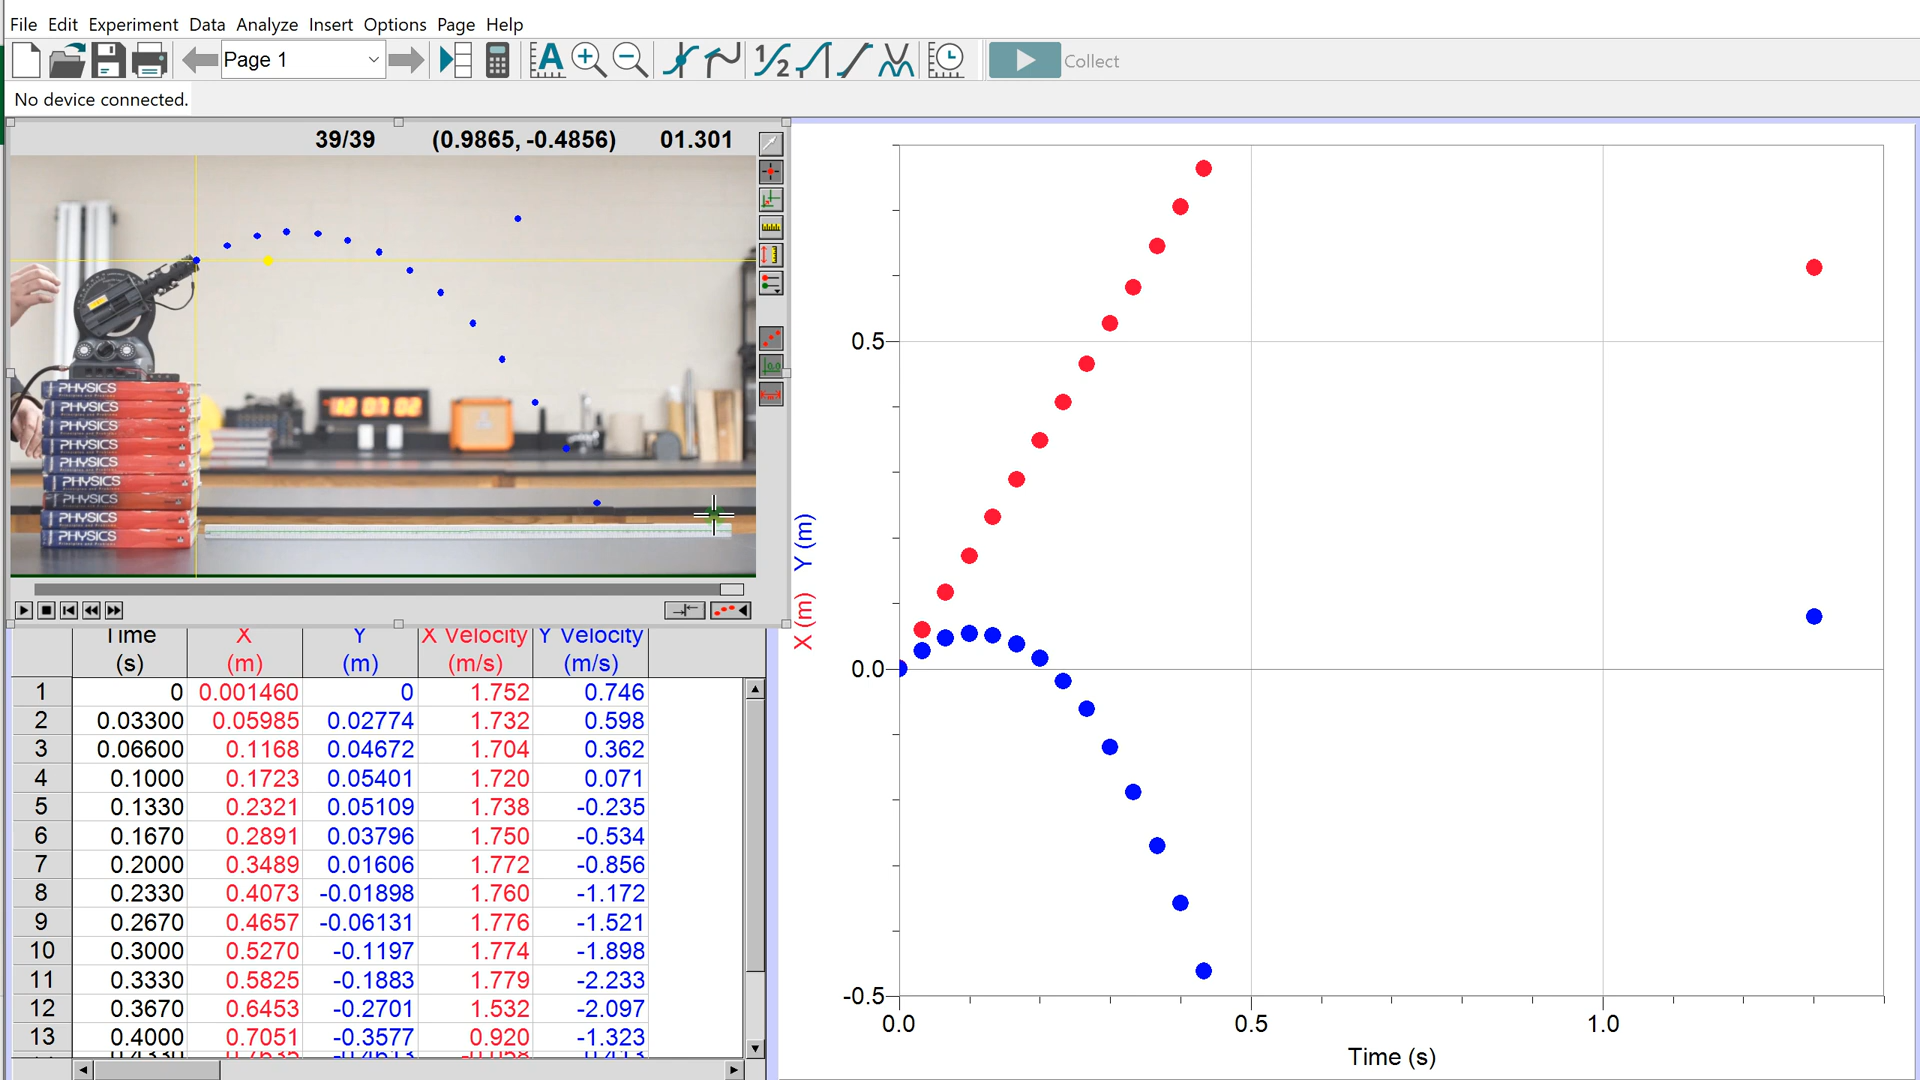 File Edit Experiment Data Analyze Insert Options Page Help
Page 1
Collect
No device connected.
39/39 (0.9865, -0.4856) 01.301
12 07 02
PHYSICS
PHYSICS
PHYSICS
PHYSICS
PHYSICS
PHYSICS
PHYSICS
PHYSICS
PHYSICS
Time (s) X (m) Y (m) X Velocity (m/s) Y Velocity (m/s)
1 0 0.001460 0 1.752 0.746
2 0.03300 0.05985 0.02774 1.732 0.598
3 0.06600 0.1168 0.04672 1.704 0.362
4 0.1000 0.1723 0.05401 1.720 0.071
5 0.1330 0.2321 0.05109 1.738 -0.235
6 0.1670 0.2891 0.03796 1.750 -0.534
7 0.2000 0.3489 0.01606 1.772 -0.856
8 0.2330 0.4073 -0.01898 1.760 -1.172
9 0.2670 0.4657 -0.06131 1.776 -1.521
10 0.3000 0.5270 -0.1197 1.774 -1.898
11 0.3330 0.5825 -0.1883 1.779 -2.233
12 0.3670 0.6453 -0.2701 1.532 -2.097
13 0.4000 0.7051 -0.3577 0.920 -1.323
X (m) Y (m)
0.5
0.0
-0.5
0.0 0.5 1.0
Time (s)